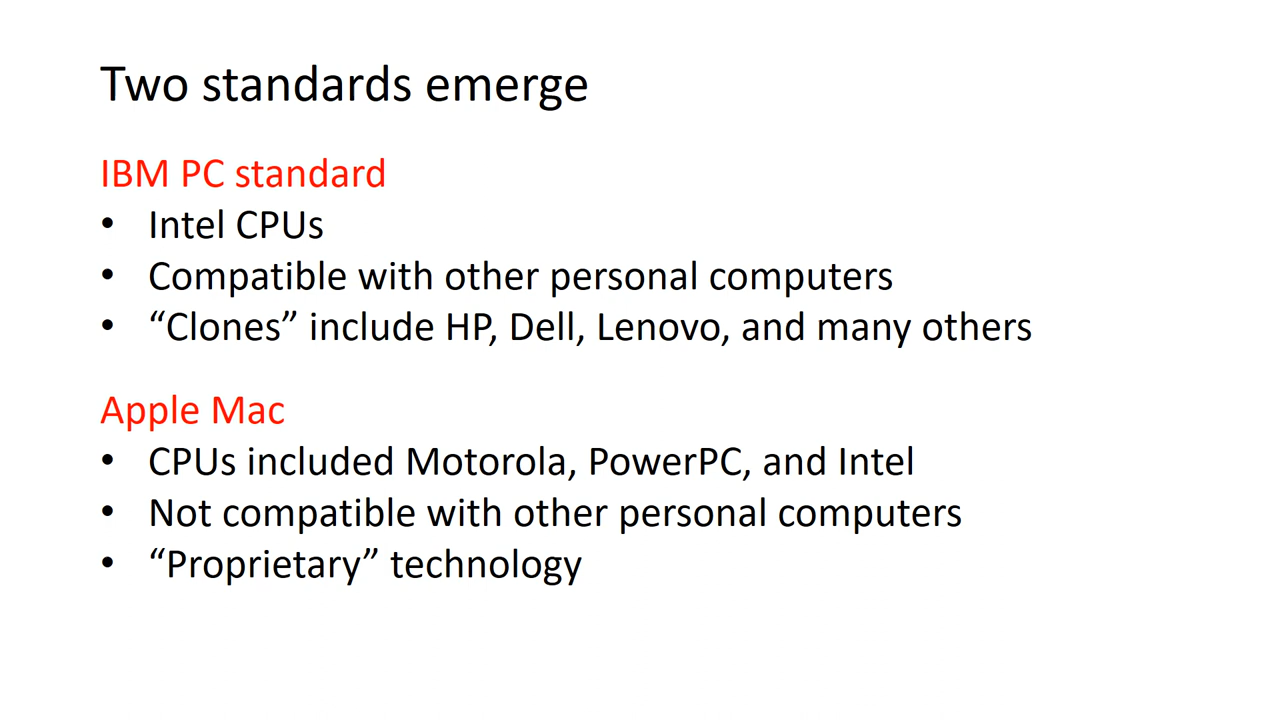 Two standards emerge
IBM PC standard
• Intel CPUs
• Compatible with other personal computers
• “Clones” include HP, Dell, Lenovo, and many others
Apple Mac
• CPUs included Motorola, PowerPC, and Intel
• Not compatible with other personal computers
• “Proprietary” technology